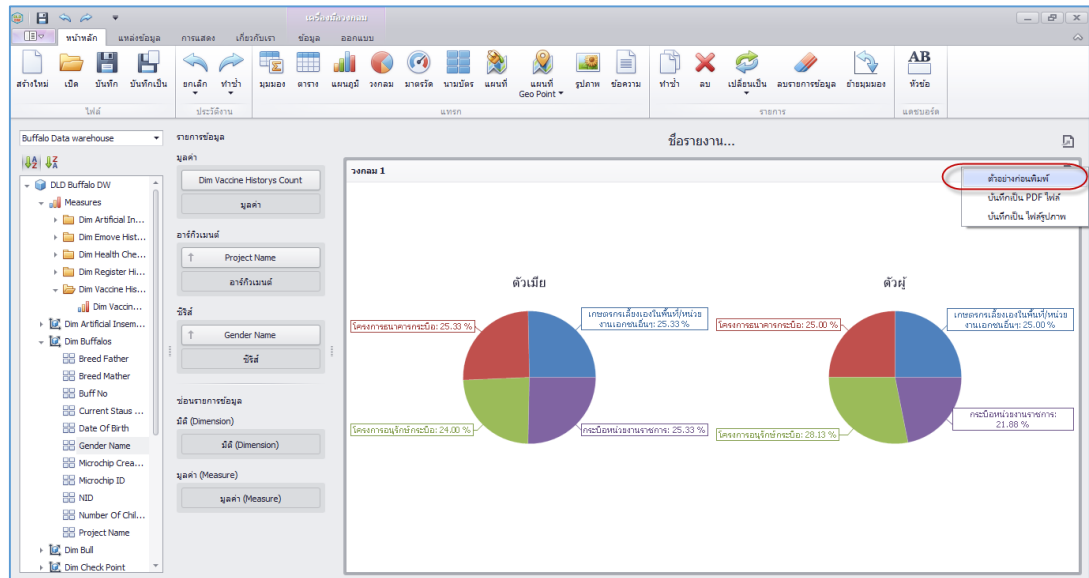 เครื่องมือวงกลม
หน้าหลัก แหล่งข้อมูล การแสดง เกี่ยวกับเรา ข้อมูล ออกแบบ
สร้างใหม่ เปิด บันทึก บันทึกเป็น ยกเลิก ทำซ้ำ มุมมอง ตาราง แผนภูมิ วงกลม มาตรวัด นามบัตร แผนที่ แผนที่ Geo Point รูปภาพ ข้อความ ทำซ้ำ ลบ เปลี่ยนเป็น ลบรายการข้อมูล ย้ายมุมมอง AB หัวข้อ
ไฟล์ ประวัติงาน แทรก รายการ แดชบอร์ด
Buffalo Data warehouse
DLD Buffalo DW
Measures
Dim Artificial In...
Dim Emove Hist...
Dim Health Che...
Dim Register Hi...
Dim Vaccine His...
Dim Vaccin...
Dim Artificial Insem...
Dim Buffalos
Breed Father
Breed Mather
Buff No
Current Staus ...
Date Of Birth
Gender Name
Microchip Crea...
Microchip ID
NID
Number Of Chil...
Project Name
Dim Bull
Dim Check Point
รายการข้อมูล
มูลค่า
Dim Vaccine Historys Count
มูลค่า
อาร์กิวเมนต์
Project Name
อาร์กิวเมนต์
ซีรีส์
Gender Name
ซีรีส์
ซ่อนรายการข้อมูล
มิติ (Dimension)
มิติ (Dimension)
มูลค่า (Measure)
มูลค่า (Measure)
ชื่อรายงาน...
วงกลม 1
ตัวอย่างก่อนพิมพ์
บันทึกเป็น PDF ไฟล์
บันทึกเป็น ไฟล์รูปภาพ
ตัวเมีย
โครงการธนาคารกระบือ: 25.33 %
เกษตรกรเลี้ยงเองในพื้นที่/หน่วย
งานเอกชนอื่นๆ: 25.33 %
โครงการอนุรักษ์กระบือ: 24.00 %
กระบือหน่วยงานราชการ: 25.33 %
ตัวผู้
โครงการธนาคารกระบือ: 25.00 %
เกษตรกรเลี้ยงเองในพื้นที่/หน่วย
งานเอกชนอื่นๆ: 25.00 %
โครงการอนุรักษ์กระบือ: 28.13 %
กระบือหน่วยงานราชการ:
21.88 %